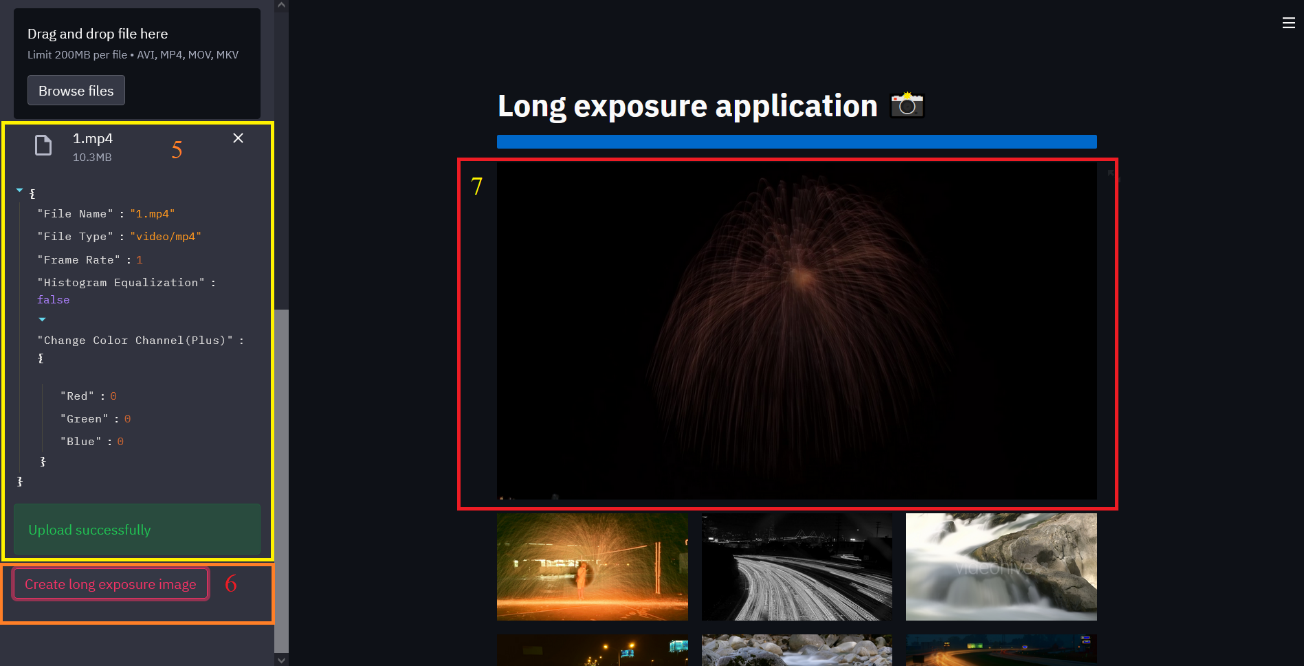 Drag and drop file here
Limit 200MB per file • AVI, MP4, MOV, MKV
Browse files
1.mp4
10.3MB
5
{
"File Name" : "1.mp4"
"File Type" : "video/mp4"
"Frame Rate" : 1
"Histogram Equalization" :
false
"Change Color Channel(Plus)" :
{
"Red" : 0
"Green" : 0
"Blue" : 0
}
}
Upload successfully
Create long exposure image
6
Long exposure application
7
videohive